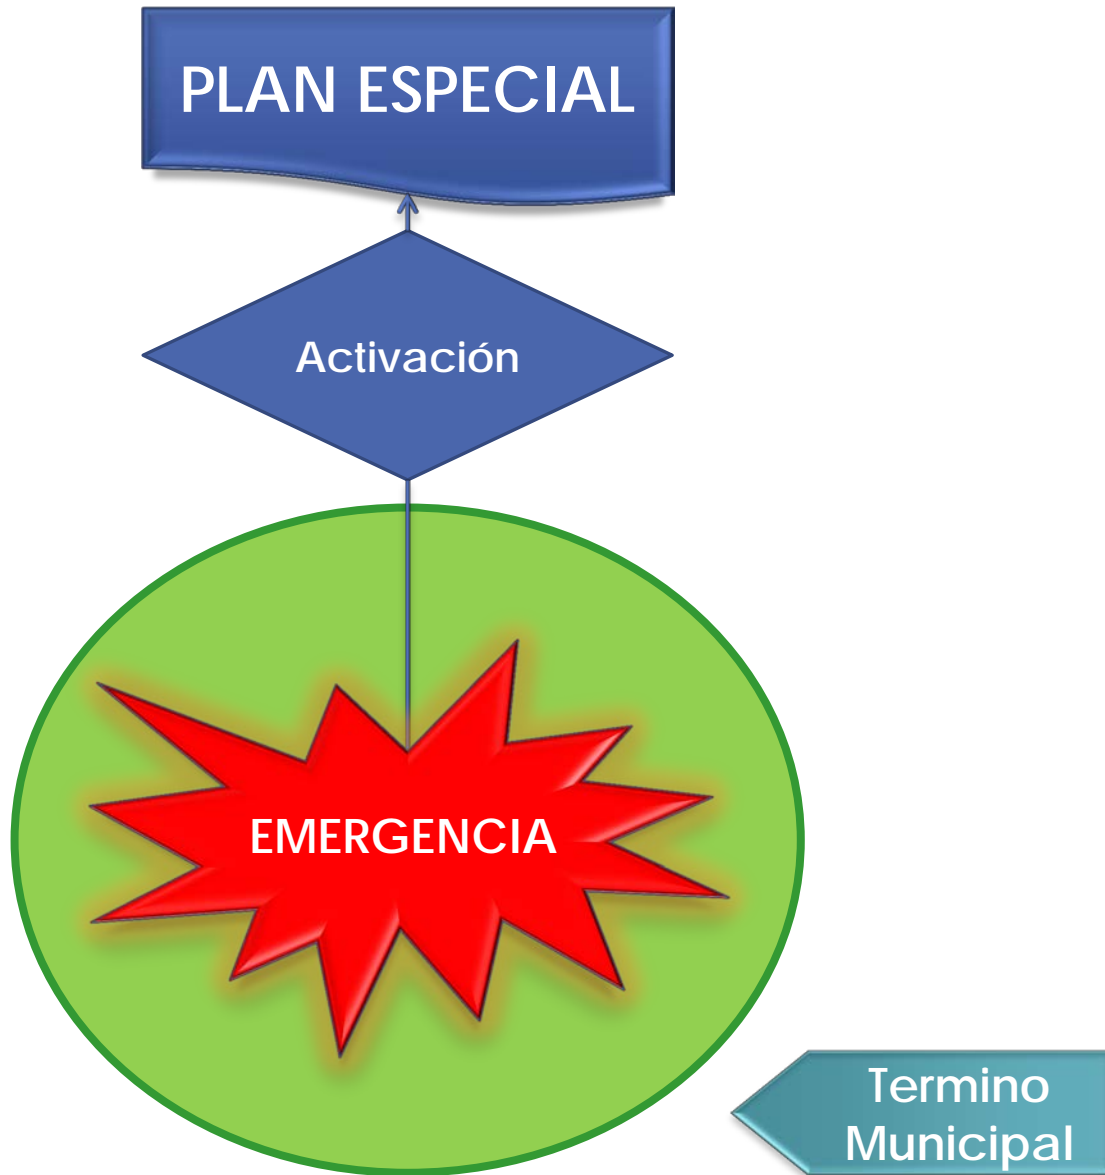 PLAN ESPECIAL
Activación
EMERGENCIA
Termino
Municipal